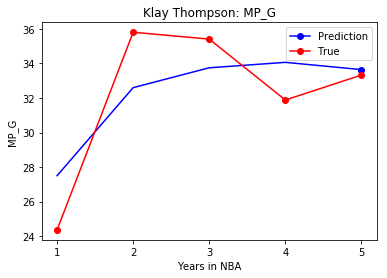 Klay Thompson: MP_G
Prediction
True
36
34
32
30
28
26
24
MP_G
1
2
3
4
5
Years in NBA